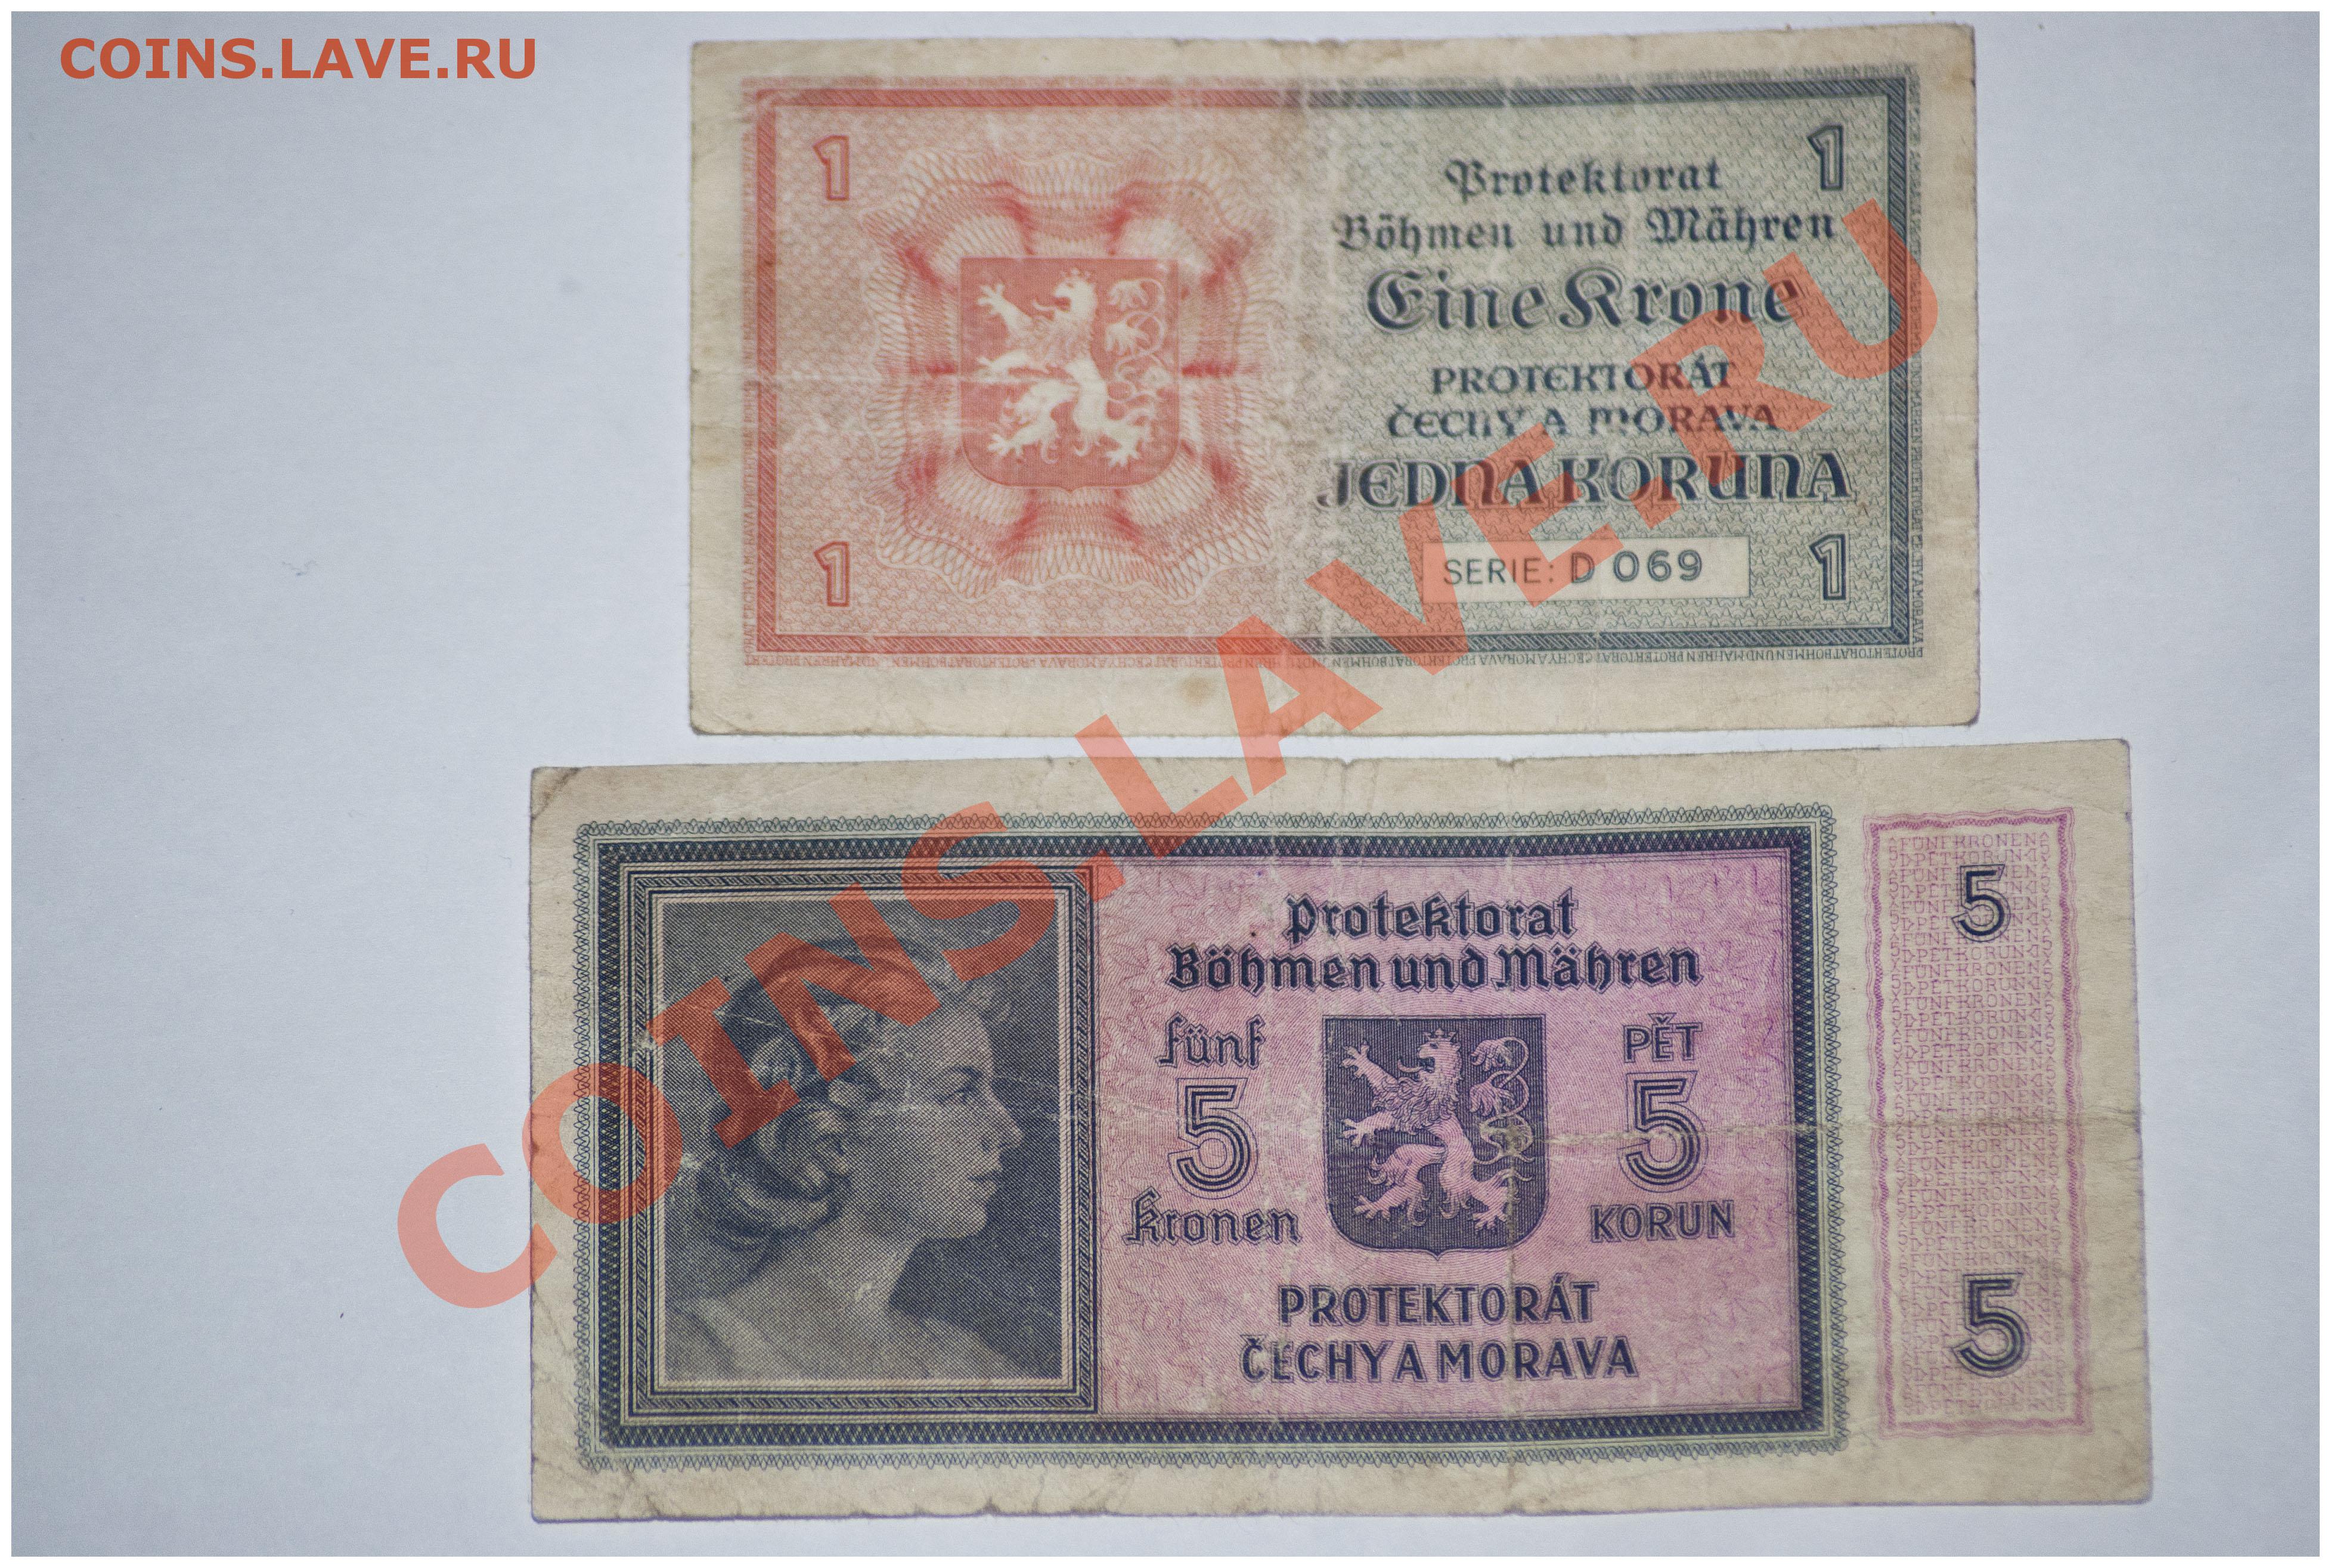 COINS.LAVE.RU
1
1
Protektorat
Böhmen und Mähren
Eine Krone
PROTEKTORÁT
ČECHY A MORAVA
JEDNA KORUNA
SERIE: D 069
1
1
COINS.LAVE.RU
Protektorat
Böhmen und Mähren
fünf
5
Kronen
PĚT
5
KORUN
PROTEKTORÁT
ČECHY A MORAVA
5
5